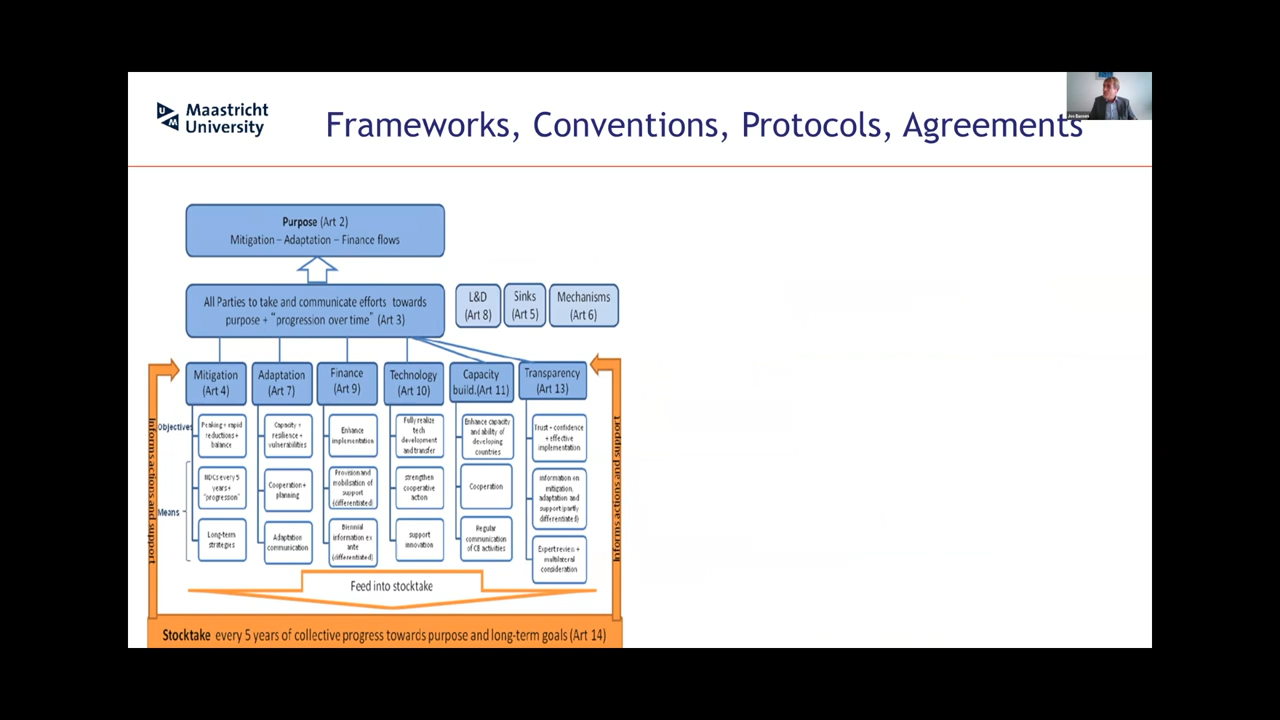 Maastricht
University
Frameworks, Conventions, Protocols, Agreements
Purpose (Art 2)
Mitigation – Adaptation – Finance flows
All Parties to take and communicate efforts towards
purpose + "progression over time" (Art 3)
L&D
(Art 8)
Sinks
(Art 5)
Mechanisms
(Art 6)
Mitigation
(Art 4)
Adaptation
(Art 7)
Finance
(Art 9)
Technology
(Art 10)
Capacity
build.(Art 11)
Transparency
(Art 13)
Objectives
Peaking + rapid
reductions +
balance
Capacity +
resilience +
vulnerabilities
Enhance
implementation
Fully realize
tech
development
and transfer
Enhance capacity
and ability of
developing
countries
Trust + confidence
+ effective
implementation
Means
NDCs every 5
years +
"progression"
Cooperation +
planning
Provision and
mobilisation of
support
(differentiated)
strengthen
cooperative
action
Cooperation
Information on
mitigation,
adaptation and
support (partly
differentiated)
Long-term
strategies
Adaptation
communication
Biennial
information ex
ante
(differentiated)
support
innovation
Regular
communication
of CB activities
Expert review +
multilateral
consideration
Informs actions and support
Informs actions and support
Feed into stocktake
Stocktake every 5 years of collective progress towards purpose and long-term goals (Art 14)